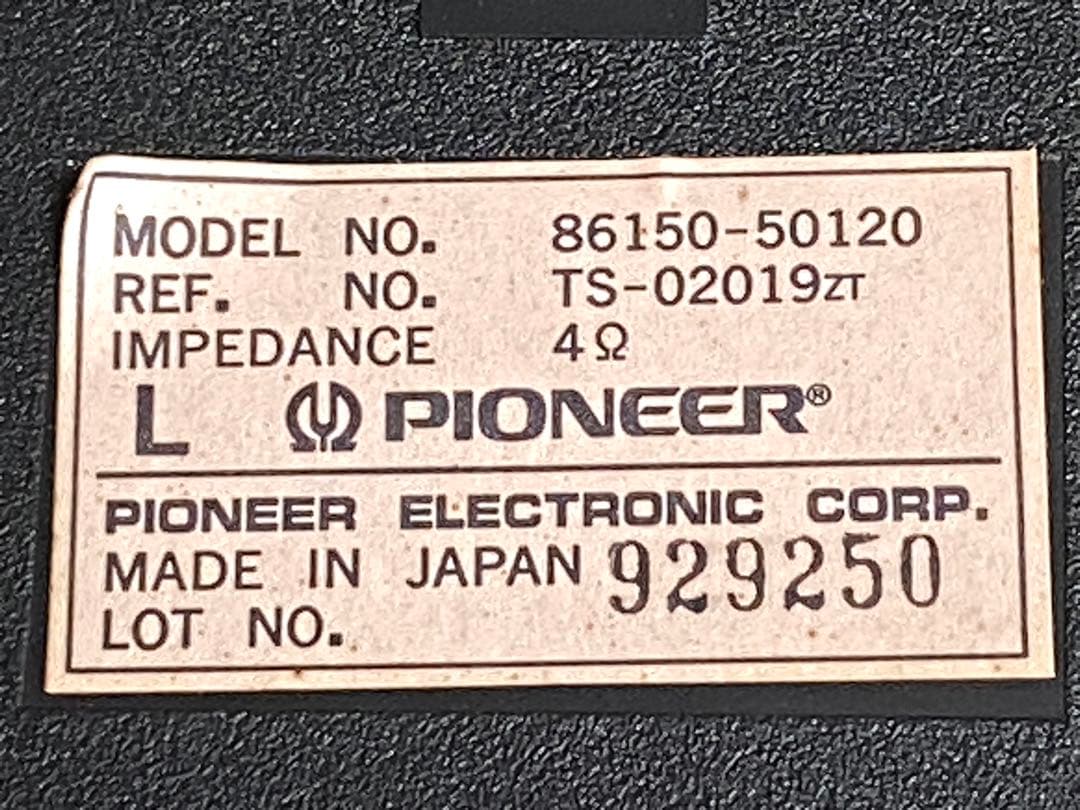 MODEL NO. 86150-50120
REF. NO. TS-02019ZT
IMPEDANCE 4Ω
L PIONEER®
PIONEER ELECTRONIC CORP.
MADE IN JAPAN 929250
LOT NO.